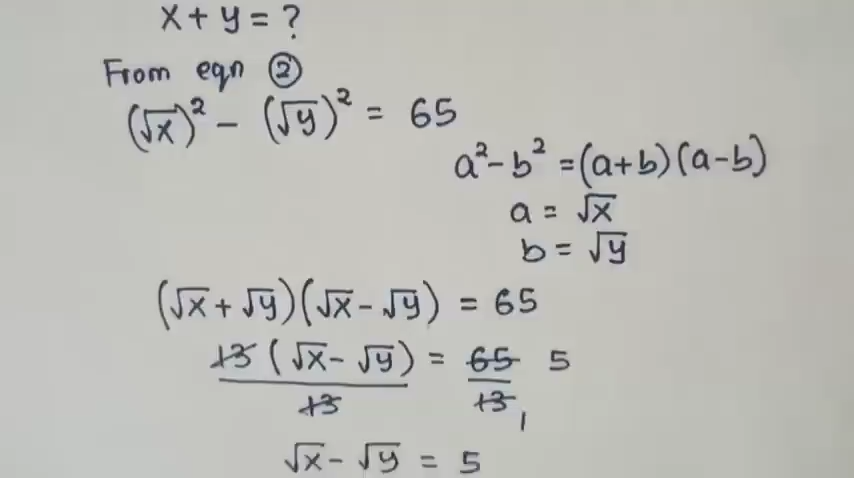 x + y = ?
From eqn ②
(√x)² - (√y)² = 65
a² - b² = (a+b)(a-b)
a = √x
b = √y
(√x + √y)(√x - √y) = 65
13(√x - √y) = 65 5
13 13 1
√x - √y = 5